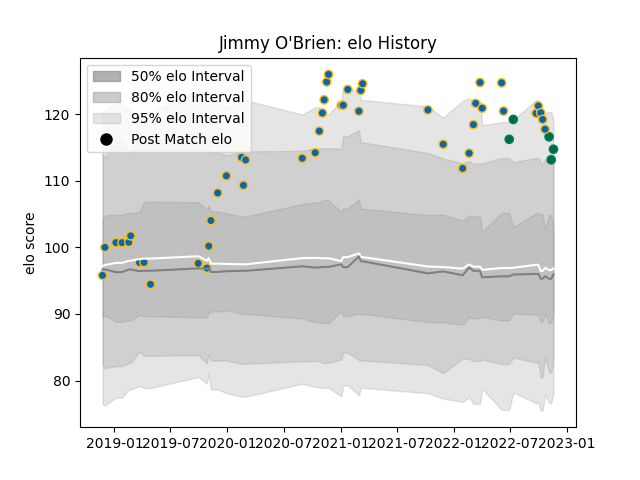 Jimmy O'Brien: elo History
50% elo Interval
80% elo Interval
95% elo Interval
Post Match elo
elo score
120
110
100
90
80
2019-01 2019-07 2020-01 2020-07 2021-01 2021-07 2022-01 2022-07 2023-01